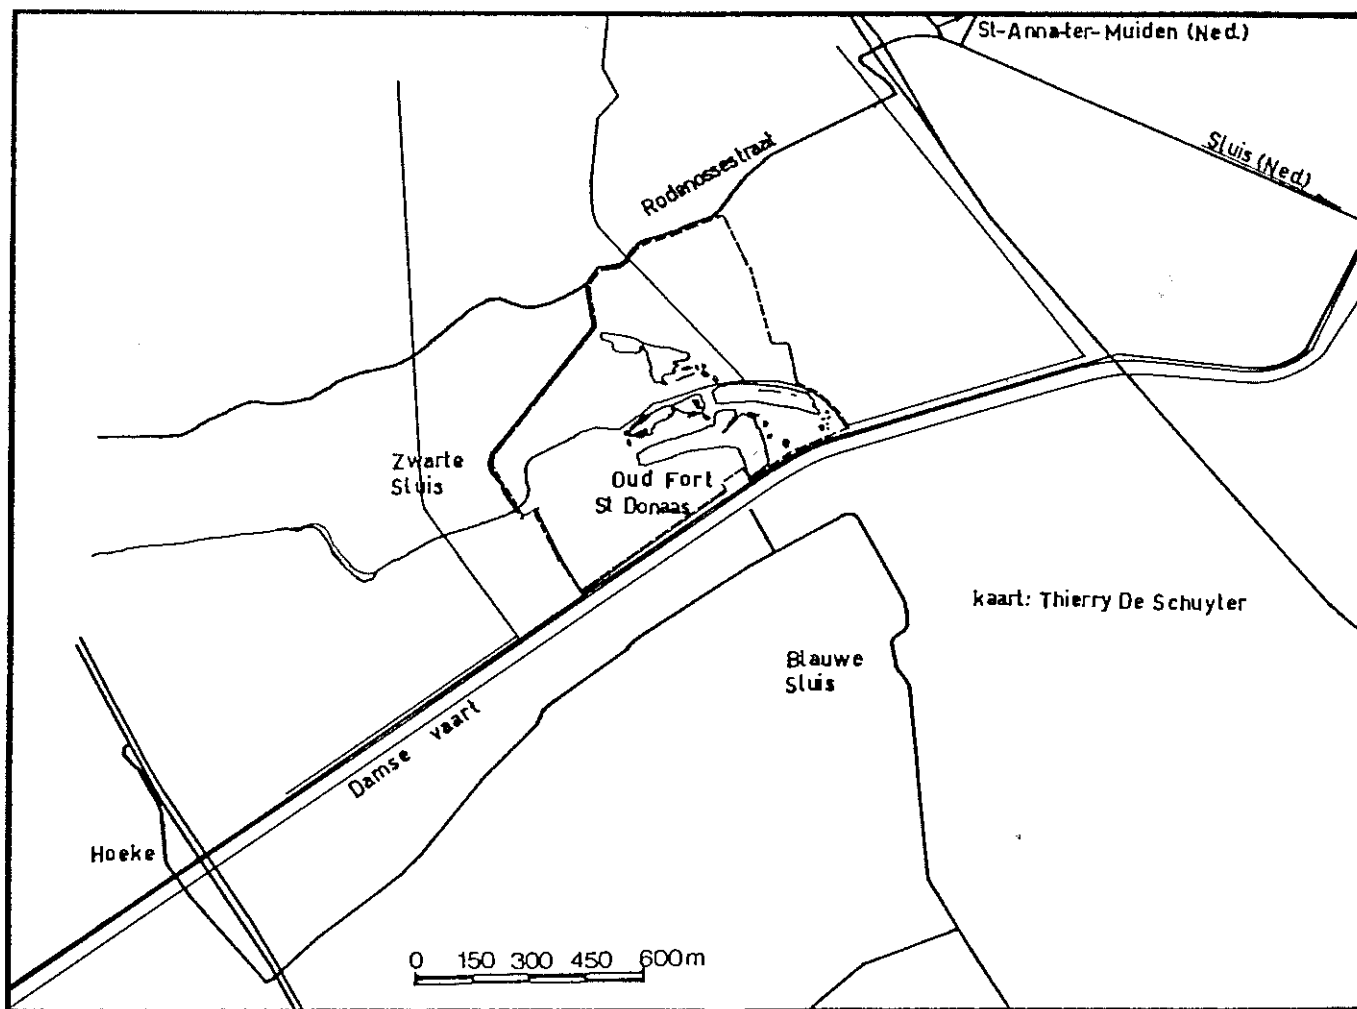 St-Anna-ter-Muiden (Ned.)
Sluis (Ned.)
Rodenossestraat
Zwarte
Sluis
Oud Fort
St Donaas
kaart: Thierry De Schuyter
Blauwe
Sluis
Damse vaart
Hoeke
0 150 300 450 600m